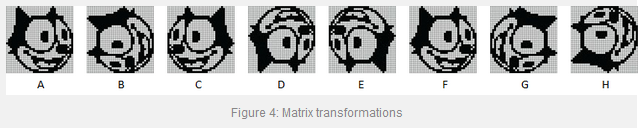 A B C D E F G H
Figure 4: Matrix transformations